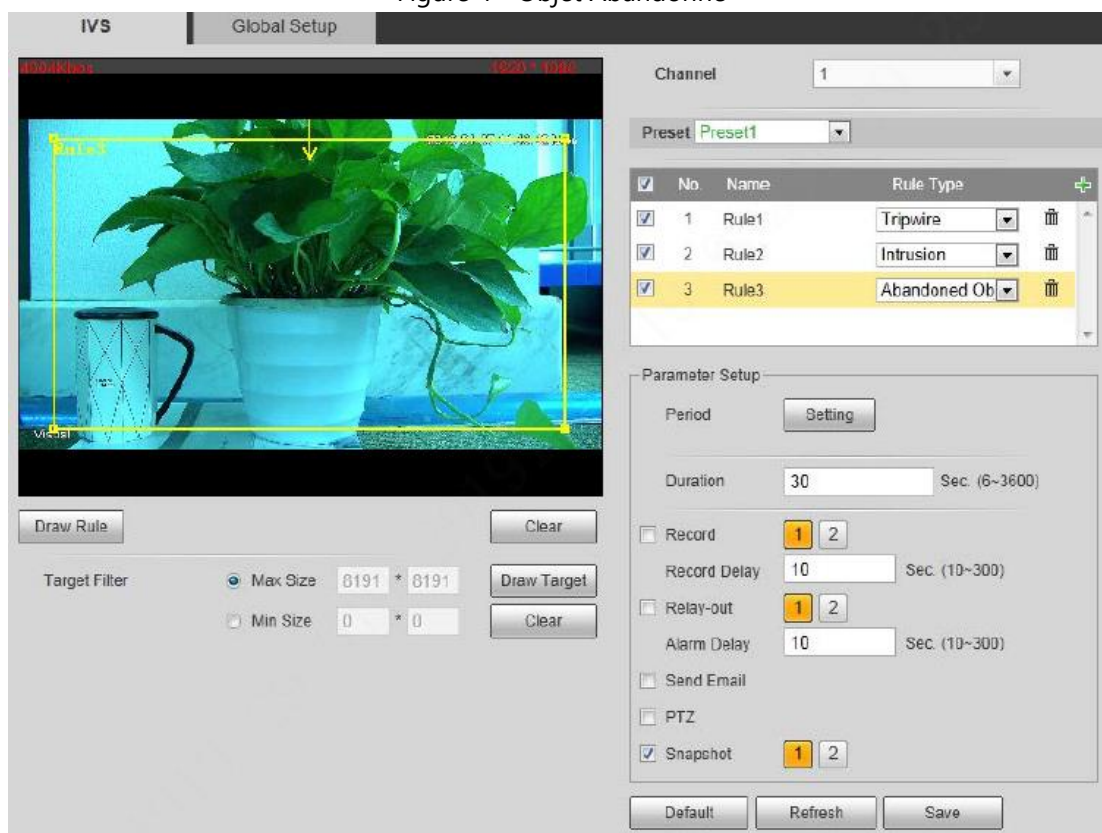 IVS Global Setup
1920 * 1080
Rule3
Visual
Draw Rule Clear
Target Filter Max Size 8191 * 8191 Draw Target
Min Size 0 * 0 Clear
Channel 1
Preset Preset1
No. Name Rule Type
1 Rule1 Tripwire
2 Rule2 Intrusion
3 Rule3 Abandoned Ob
Parameter Setup
Period Setting
Duration 30 Sec. (6~3600)
Record 1 2
Record Delay 10 Sec. (10~300)
Relay-out 1 2
Alarm Delay 10 Sec. (10~300)
Send Email
PTZ
Snapshot 1 2
Default Refresh Save